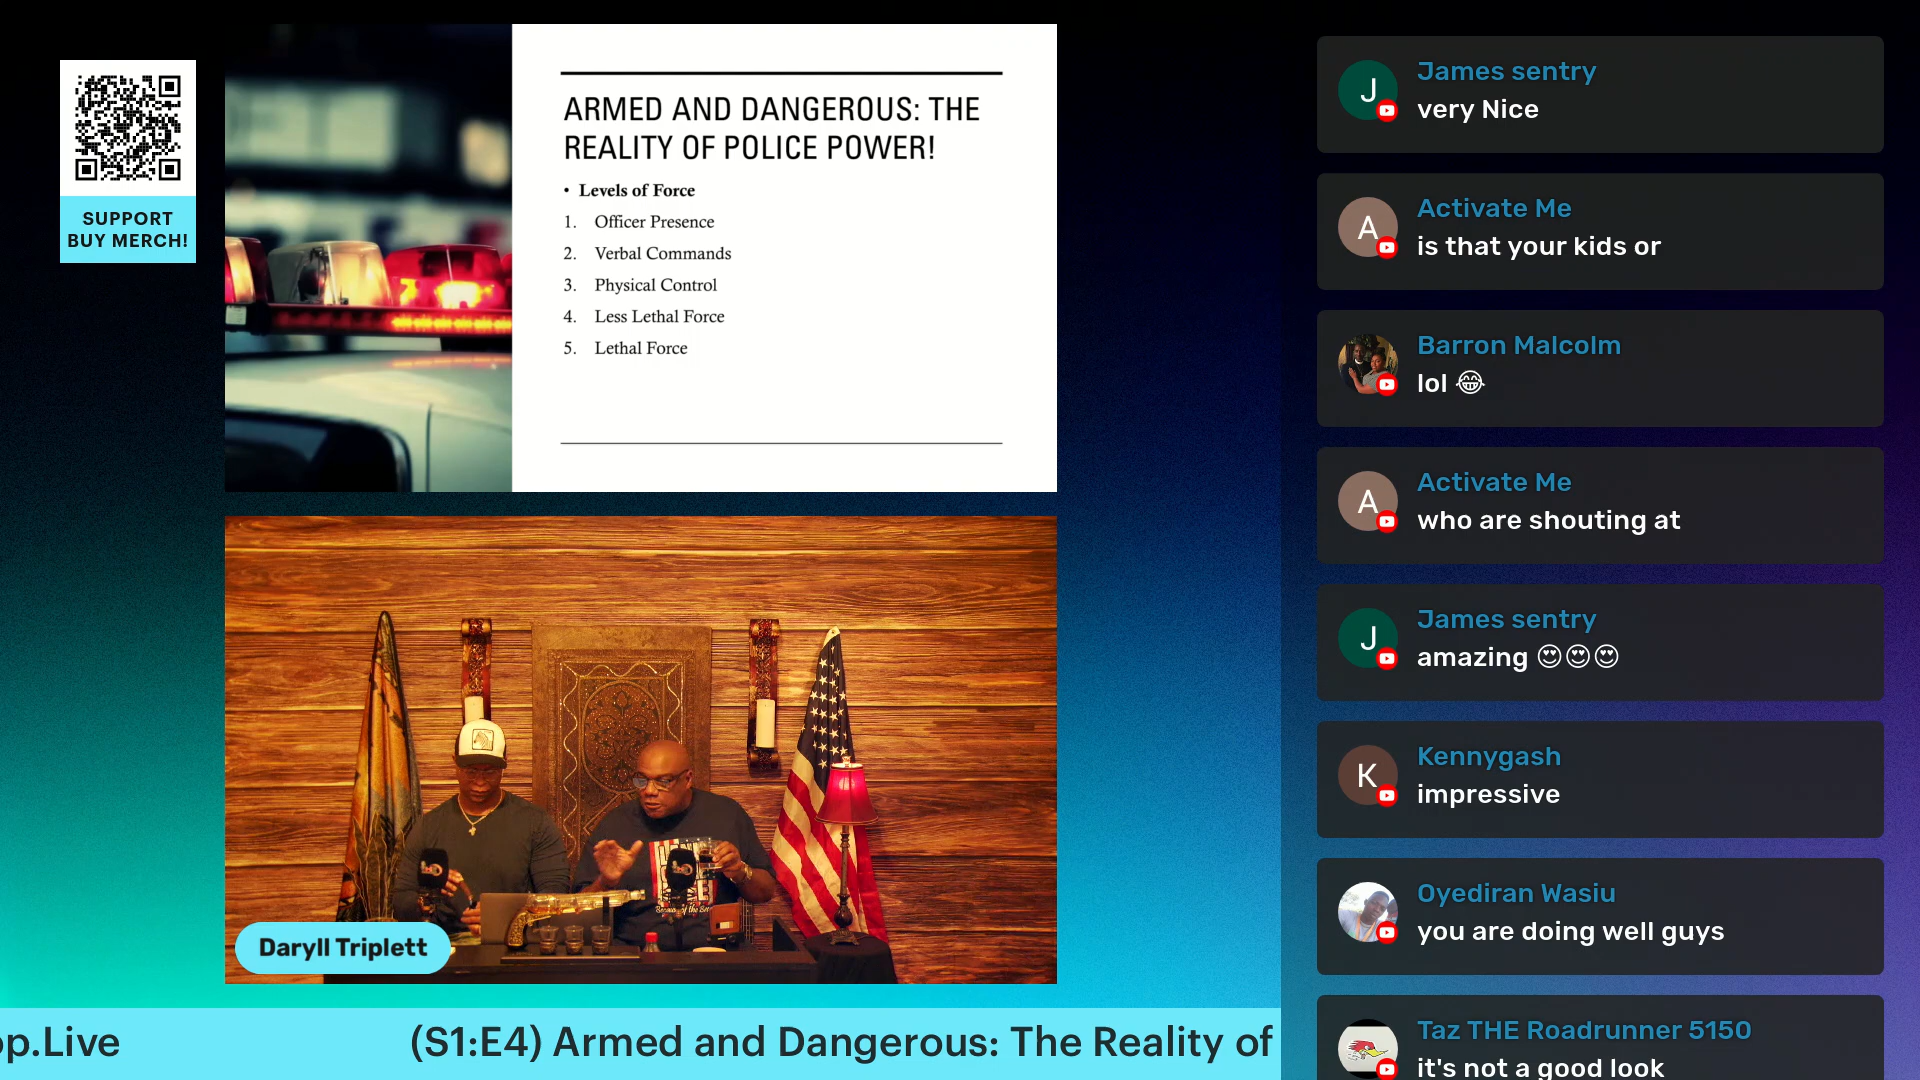 SUPPORT
BUY MERCH!
ARMED AND DANGEROUS: THE
REALITY OF POLICE POWER!
• Levels of Force
1. Officer Presence
2. Verbal Commands
3. Physical Control
4. Less Lethal Force
5. Lethal Force
Daryll Triplett
op.Live
(S1:E4) Armed and Dangerous: The Reality of
J
James sentry
very Nice
A
Activate Me
is that your kids or
Barron Malcolm
lol 😂
A
Activate Me
who are shouting at
J
James sentry
amazing 😍😍😍
K
Kennygash
impressive
Oyediran Wasiu
you are doing well guys
Taz THE Roadrunner 5150
it's not a good look